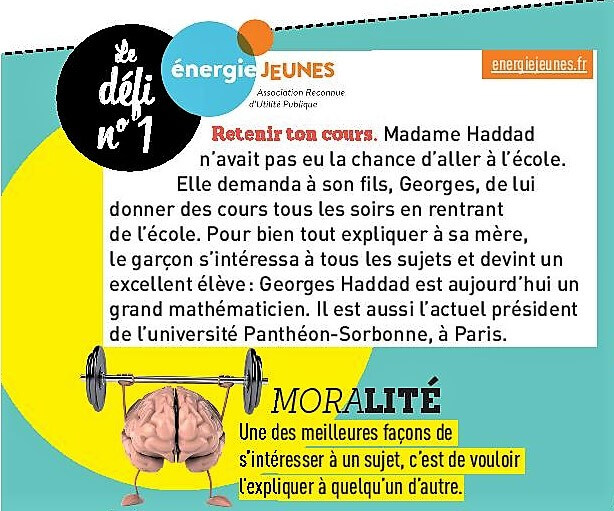 Le
défi
n° 1
énergie JEUNES
Association Reconnue
d'Utilité Publique
energiejeunes.fr
Retenir ton cours. Madame Haddad
n'avait pas eu la chance d'aller à l'école.
Elle demanda à son fils, Georges, de lui
donner des cours tous les soirs en rentrant
de l'école. Pour bien tout expliquer à sa mère,
le garçon s'intéressa à tous les sujets et devint un
excellent élève : Georges Haddad est aujourd'hui un
grand mathématicien. Il est aussi l'actuel président
de l'université Panthéon-Sorbonne, à Paris.
MORALITÉ
Une des meilleures façons de
s'intéresser à un sujet, c'est de vouloir
l'expliquer à quelqu'un d'autre.